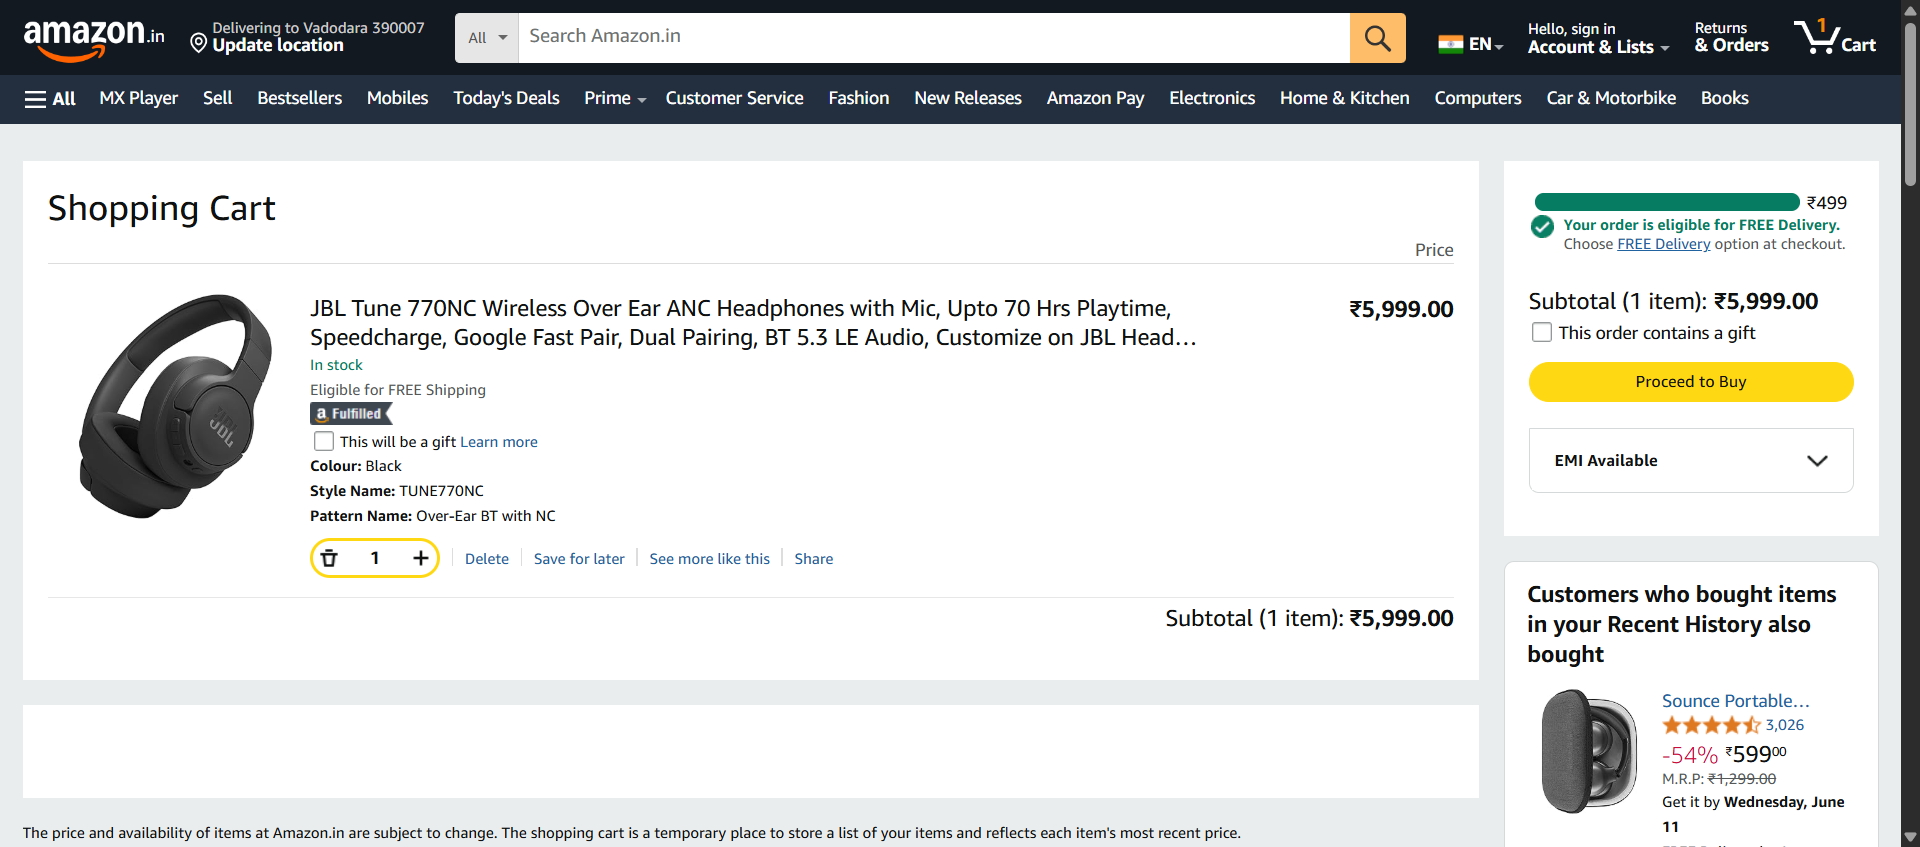 amazon.in
Delivering to Vadodara 390007
Update location
All
Search Amazon.in
EN
Hello, sign in
Account & Lists
Returns
& Orders
1
Cart
All MX Player Sell Bestsellers Mobiles Today's Deals Prime Customer Service Fashion New Releases Amazon Pay Electronics Home & Kitchen Computers Car & Motorbike Books
Shopping Cart
Price
JBL
JBL Tune 770NC Wireless Over Ear ANC Headphones with Mic, Upto 70 Hrs Playtime,
Speedcharge, Google Fast Pair, Dual Pairing, BT 5.3 LE Audio, Customize on JBL Head…
₹5,999.00
In stock
Eligible for FREE Shipping
a Fulfilled
This will be a gift Learn more
Colour: Black
Style Name: TUNE770NC
Pattern Name: Over-Ear BT with NC
1
Delete
Save for later
See more like this
Share
Subtotal (1 item): ₹5,999.00
₹499
Your order is eligible for FREE Delivery.
Choose FREE Delivery option at checkout.
Subtotal (1 item): ₹5,999.00
This order contains a gift
Proceed to Buy
EMI Available
Customers who bought items
in your Recent History also
bought
Sounce Portable…
3,026
-54% ₹59900
M.R.P: ₹1,299.00
Get it by Wednesday, June
11
The price and availability of items at Amazon.in are subject to change. The shopping cart is a temporary place to store a list of your items and reflects each item's most recent price.